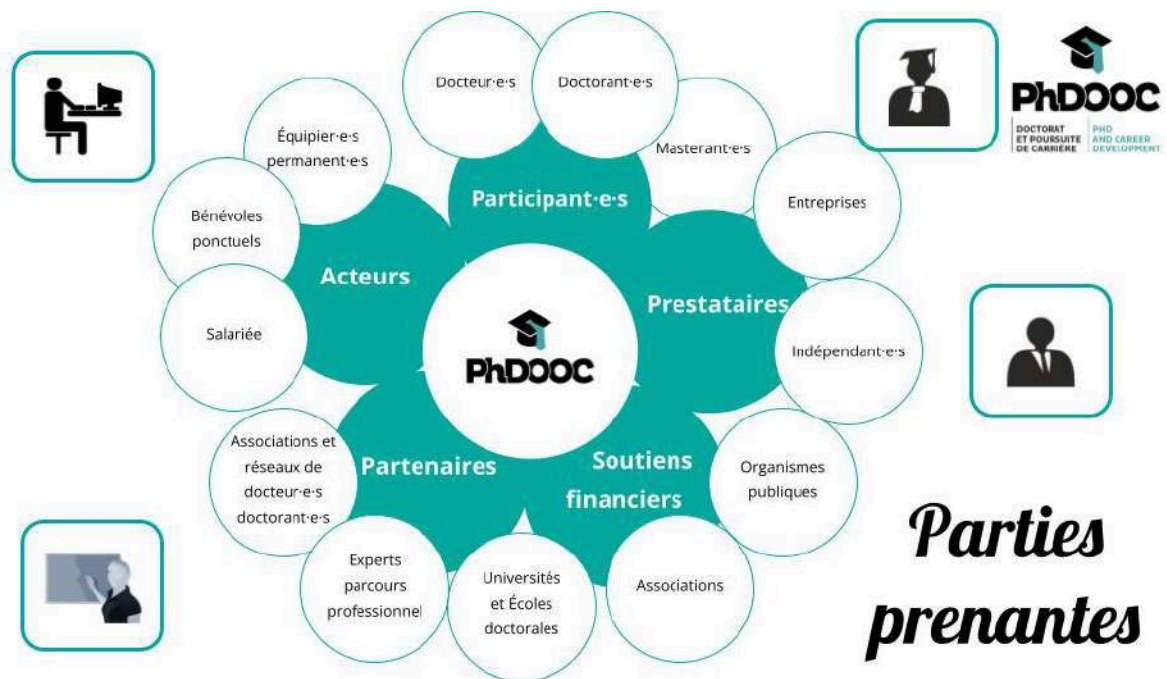 Docteur·e·s
Doctorant·e·s
Masterant·e·s
Participant·e·s
Équipier·e·s
permanent·e·s
Bénévoles
ponctuels
Salariée
Acteurs
Entreprises
Indépendant·e·s
Prestataires
PhDOOC
Associations et
réseaux de
docteur·e·s
doctorant·e·s
Experts
parcours
professionnel
Universités
et Écoles
doctorales
Partenaires
Soutiens
financiers
Organismes
publiques
Associations
PhDOOC
DOCTORAT
ET POURSUITE
DE CARRIÈRE
PHD
AND CAREER
DEVELOPMENT
Parties
prenantes